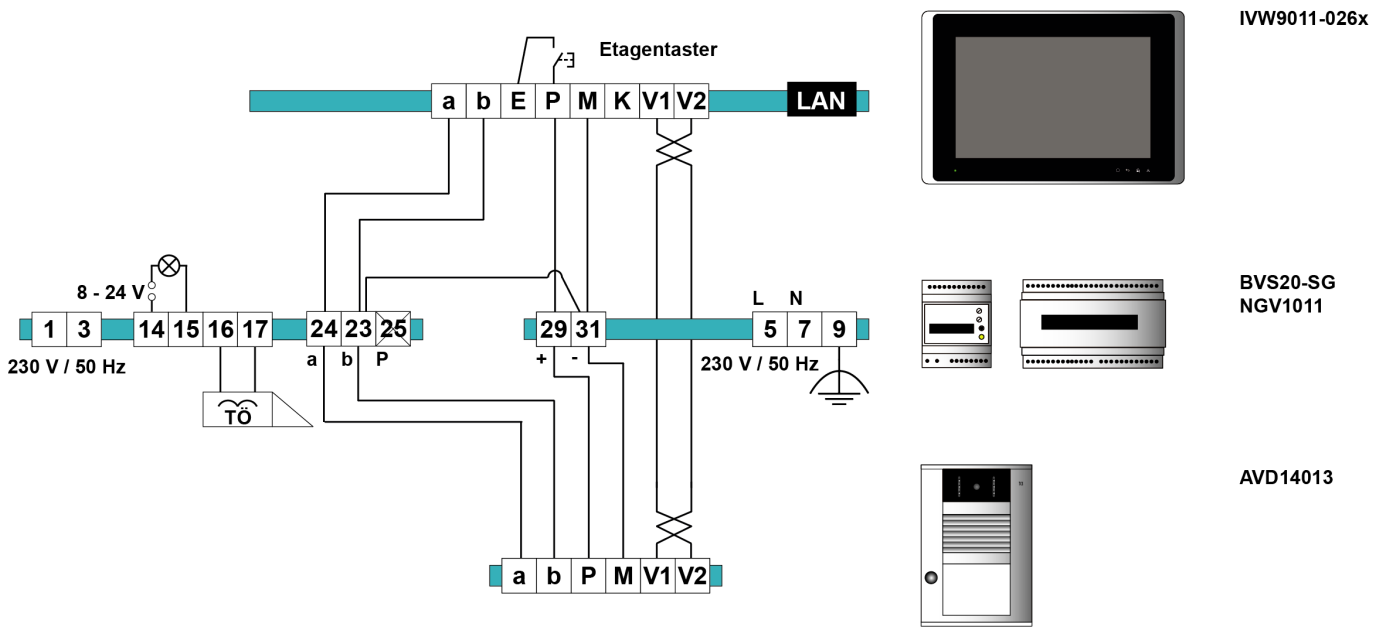 IVW9011-026x
Etagentaster
a b E P M K V1 V2 LAN
8 - 24 V
L N
BVS20-SG
NGV1011
1 3 14 15 16 17 24 23 25 29 31 5 7 9
230 V / 50 Hz a b P + - 230 V / 50 Hz
TÖ
AVD14013
a b P M V1 V2